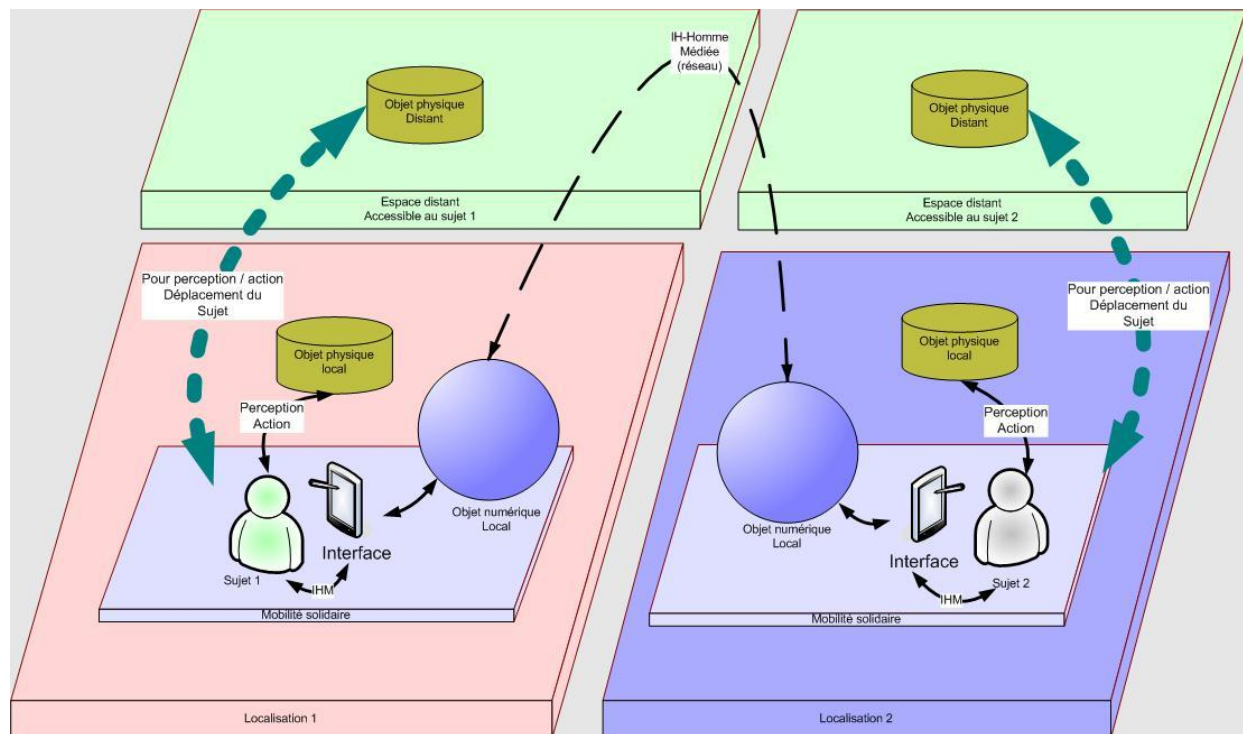 IH-Homme
Médiée
(réseau)
Objet physique
Distant
Objet physique
Distant
Espace distant
Accessible au sujet 1
Espace distant
Accessible au sujet 2
Pour perception / action
Déplacement du
Sujet
Pour perception / action
Déplacement du
Sujet
Objet physique
local
Objet physique
local
Perception
Action
Perception
Action
Objet numérique
Local
Objet numérique
Local
Interface
Sujet 1
IHM
Interface
Sujet 2
IHM
Mobilité solidaire
Mobilité solidaire
Localisation 1
Localisation 2